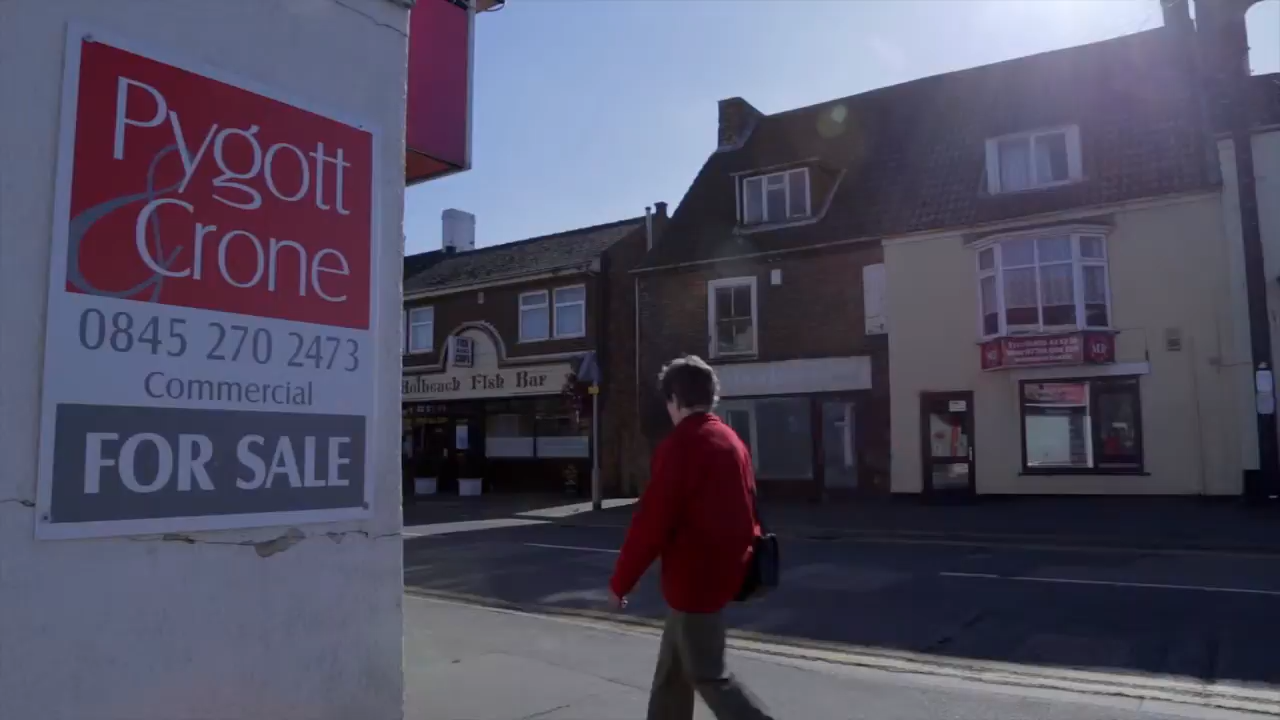 Pygott
& Crone
0845 270 2473
Commercial
FOR SALE
Holbeach Fish Bar